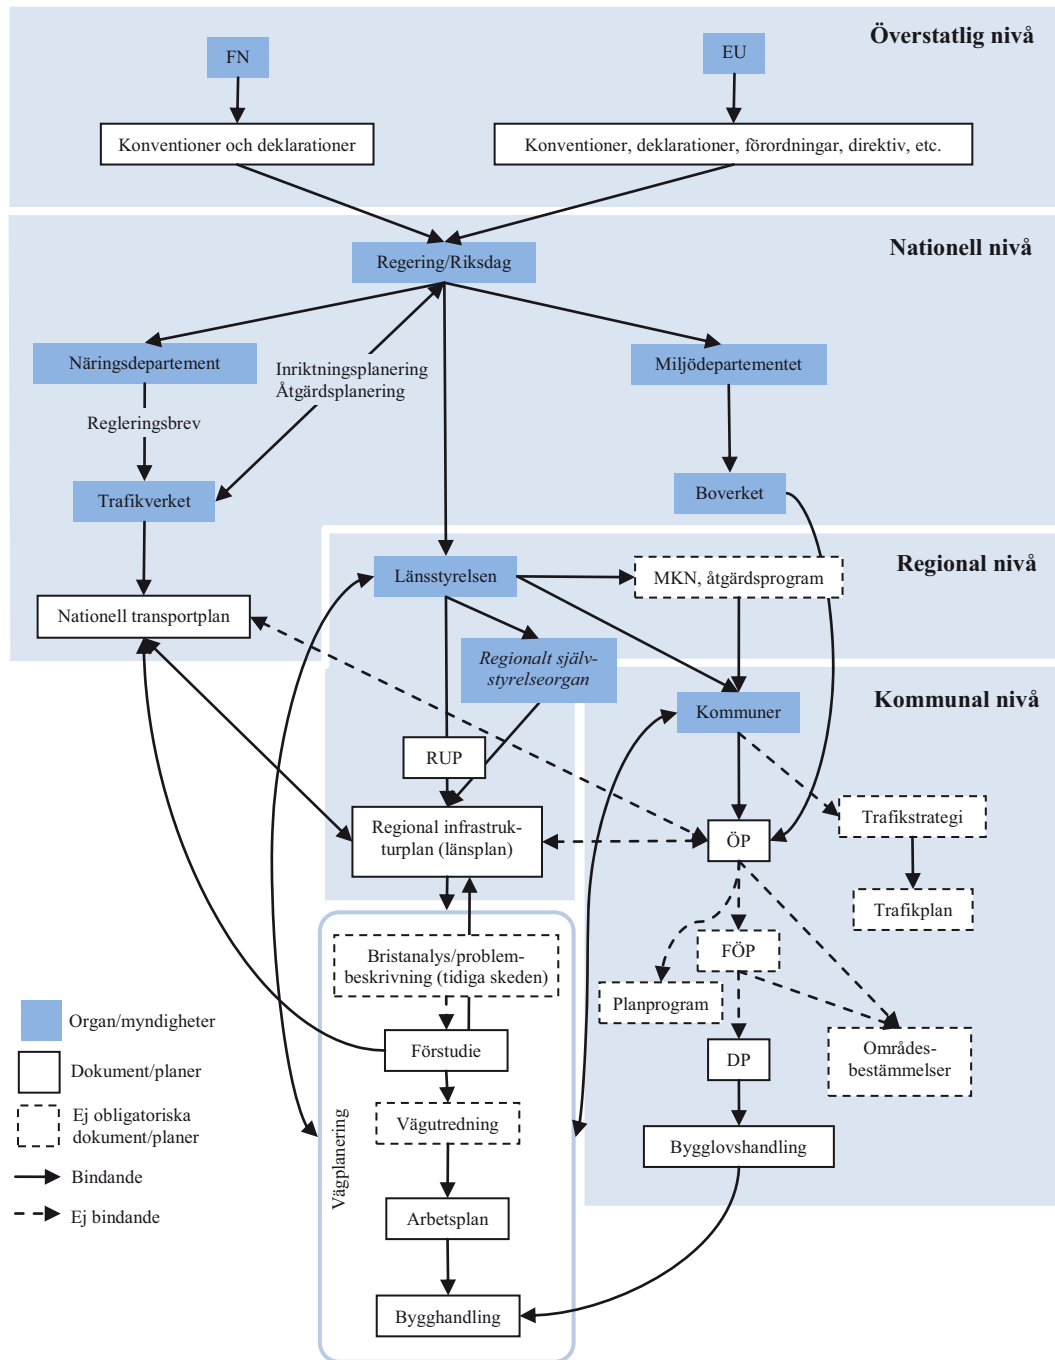 Överstatlig nivå
FN
EU
Konventioner och deklarationer
Konventioner, deklarationer, förordningar, direktiv, etc.
Nationell nivå
Regering/Riksdag
Näringsdepartement
Inriktningsplanering
Åtgärdsplanering
Miljödepartementet
Regleringsbrev
Trafikverket
Boverket
Regional nivå
Länsstyrelsen
MKN, åtgärdsprogram
Nationell transportplan
Regionalt själv-
styrelseorgan
Kommunal nivå
Kommuner
RUP
Regional infrastruk-
turplan (länsplan)
ÖP
Trafikstrategi
Trafikplan
Bristanalys/problem-
beskrivning (tidiga skeden)
FÖP
Planprogram
Organ/myndigheter
Förstudie
DP
Områdes-
bestämmelser
Dokument/planer
Ej obligatoriska
dokument/planer
Vägutredning
Bygglovshandling
Vägplanering
Bindande
Ej bindande
Arbetsplan
Bygghandling